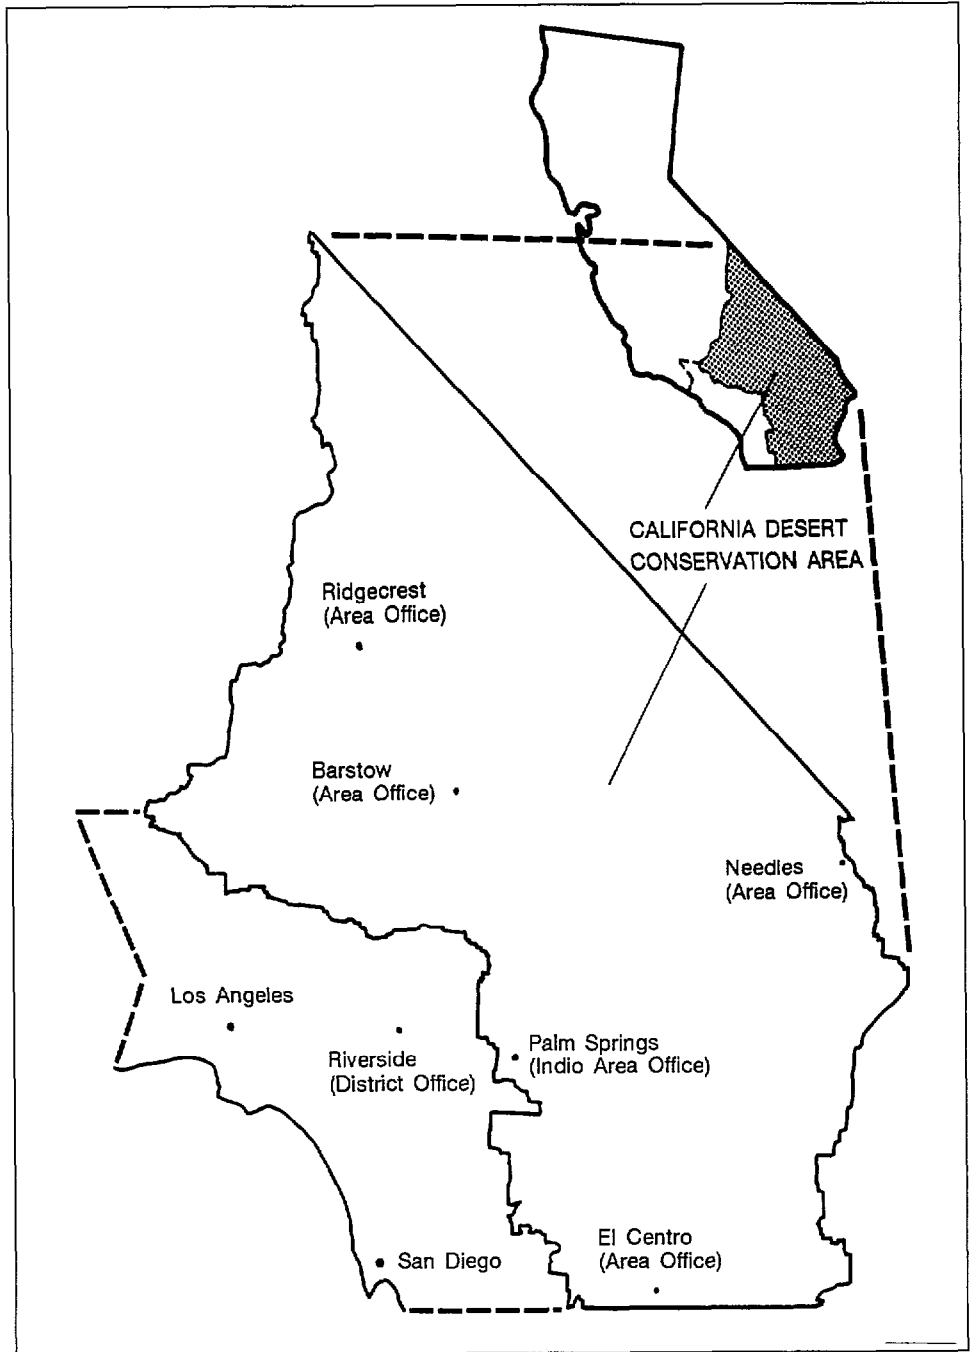 CALIFORNIA DESERT
CONSERVATION AREA
Ridgecrest
(Area Office)
Barstow
(Area Office)
Needles
(Area Office)
Los Angeles
Riverside
(District Office)
Palm Springs
(Indio Area Office)
El Centro
(Area Office)
San Diego